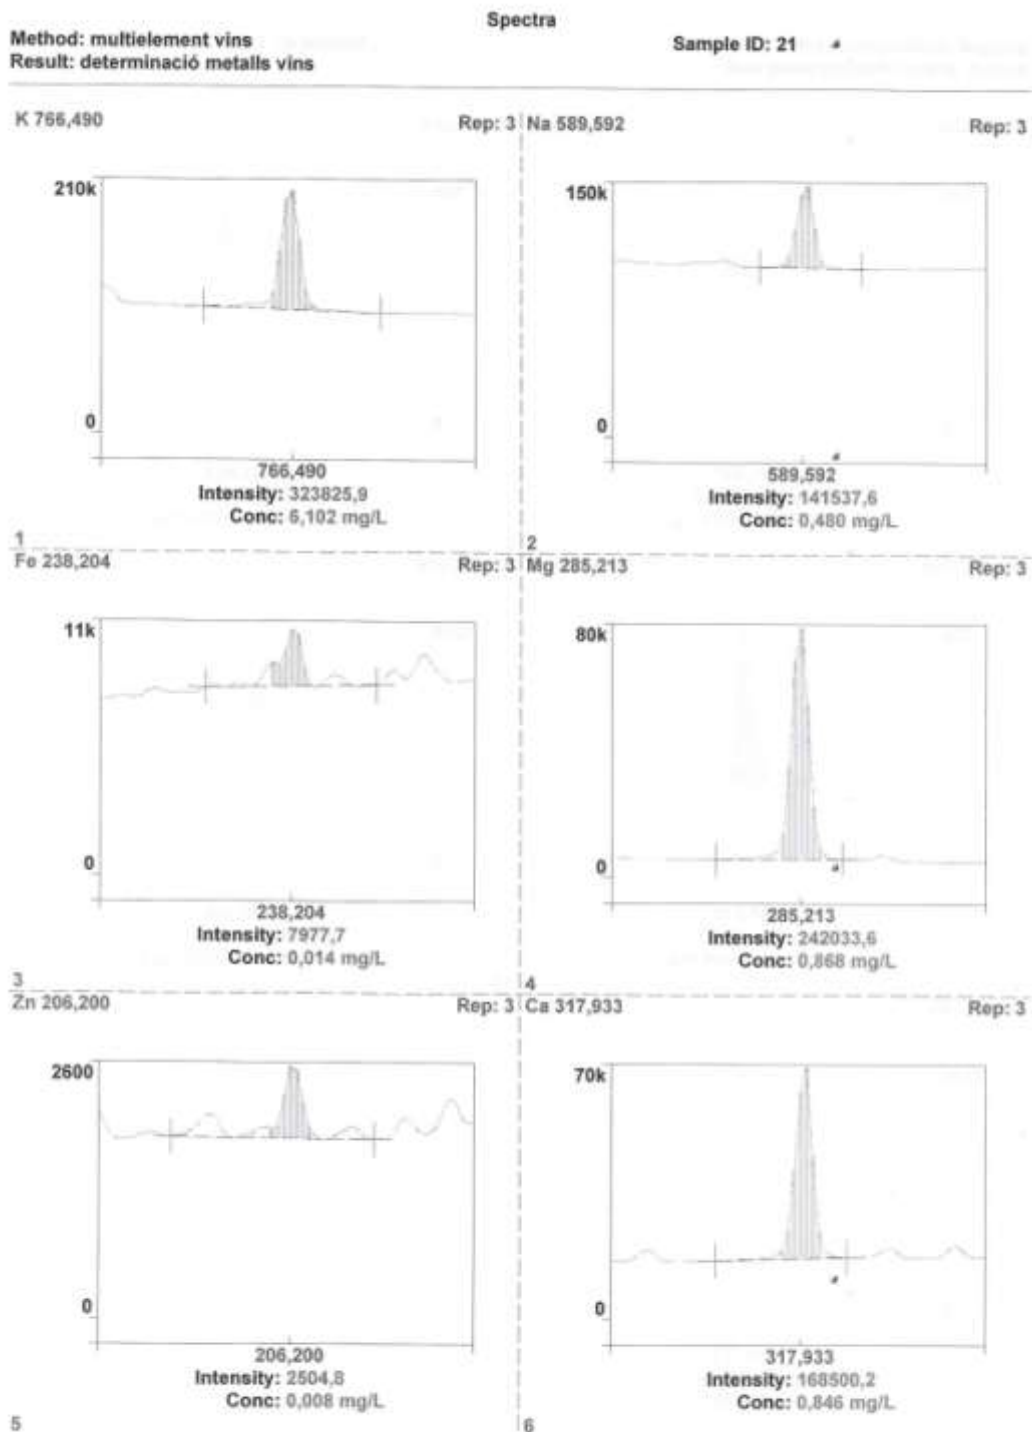 Spectra
Method: multielement vins
Sample ID: 21
Result: determinació metalls vins
K 766,490
Rep: 3
210k
0
766,490
Intensity: 323825,9
Conc: 6,102 mg/L
1
Na 589,592
Rep: 3
150k
0
589,592
Intensity: 141537,6
Conc: 0,480 mg/L
2
Fe 238,204
Rep: 3
11k
0
238,204
Intensity: 7977,7
Conc: 0,014 mg/L
3
Mg 285,213
Rep: 3
80k
0
285,213
Intensity: 242033,6
Conc: 0,868 mg/L
4
Zn 206,200
Rep: 3
2600
0
206,200
Intensity: 2504,8
Conc: 0,008 mg/L
5
Ca 317,933
Rep: 3
70k
0
317,933
Intensity: 168500,2
Conc: 0,846 mg/L
6